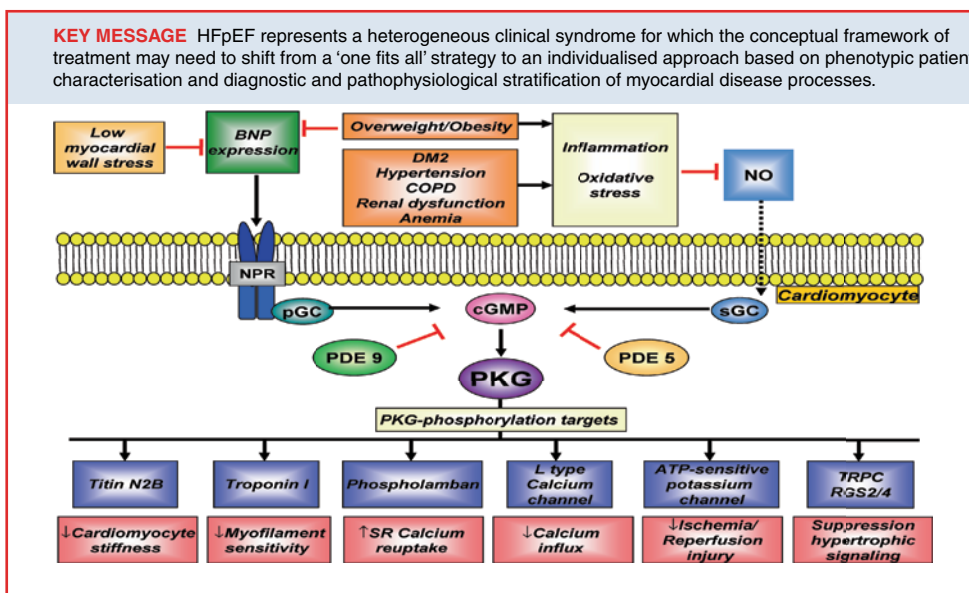 KEY MESSAGE HFpEF represents a heterogeneous clinical syndrome for which the conceptual framework of
treatment may need to shift from a 'one fits all' strategy to an individualised approach based on phenotypic patien
characterisation and diagnostic and pathophysiological stratification of myocardial disease processes.
Low
myocardial
wall stress
BNP
expression
Overweight/Obesity
DM2
Hypertension
COPD
Renal dysfunction
Anemia
Inflammation
Oxidative
stress
NO
NPR
Cardiomyocyte
pGC
cGMP
sGC
PDE 9
PDE 5
PKG
PKG-phosphorylation targets
Titin N2B
Troponin I
Phospholamban
L type
Calcium
channel
ATP-sensitive
potassium
channel
TRPC
RGS2/4
↓Cardiomyocyte
stiffness
↓Myofilament
sensitivity
↑SR Calcium
reuptake
↓Calcium
influx
↓Ischemia/
Reperfusion
injury
Suppression
hypertrophic
signaling